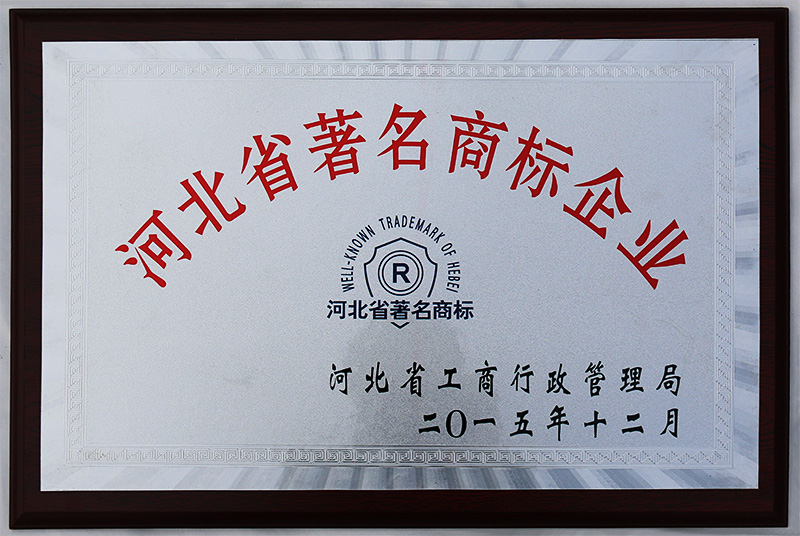 河北省著名商标企业
WELL-KNOWN TRADEMARK OF HEBEI
R
河北省著名商标
河北省工商行政管理局
二〇一五年十二月